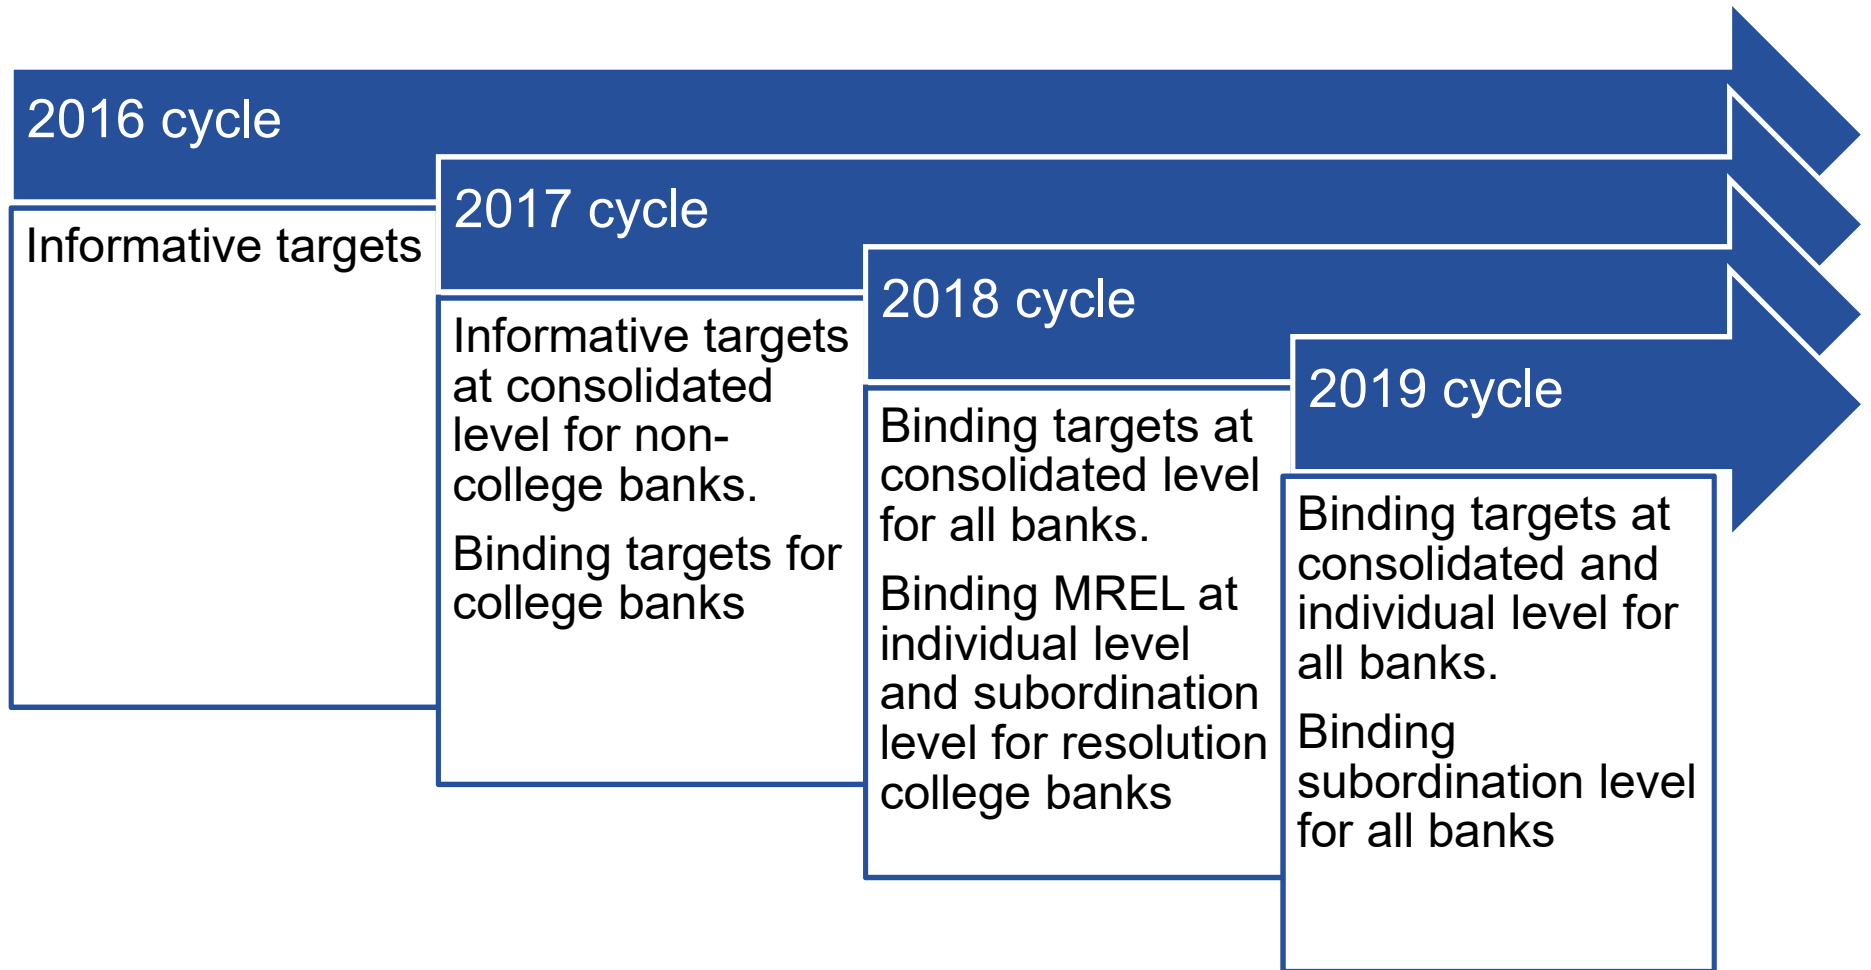 2016 cycle
Informative targets
2017 cycle
Informative targets
at consolidated
level for non-
college banks.
Binding targets for
college banks
2018 cycle
Binding targets at
consolidated level
for all banks.
Binding MREL at
individual level
and subordination
level for resolution
college banks
2019 cycle
Binding targets at
consolidated and
individual level for
all banks.
Binding
subordination level
for all banks